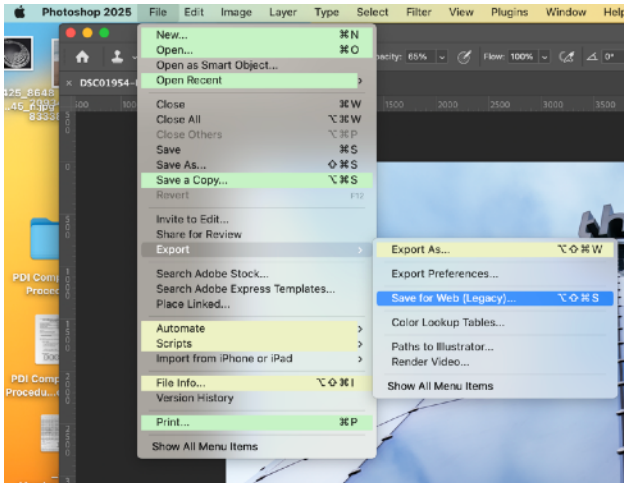 Photoshop 2025 File Edit Image Layer Type Select Filter View Plugins Window Help
New... ⌘N
Open... ⌘O
Open as Smart Object...
Open Recent >
Close ⌘W
Close All ⌥⌘W
Close Others ⌥⌘P
Save ⌘S
Save As... ⇧⌘S
Save a Copy... ⌥⌘S
Revert F12
Invite to Edit...
Share for Review
Export >
Search Adobe Stock...
Search Adobe Express Templates...
Place Linked...
Automate >
Scripts >
Import from iPhone or iPad >
File Info... ⌥⇧⌘I
Version History
Print... ⌘P
Show All Menu Items
Export As... ⌥⇧⌘W
Export Preferences...
Save for Web (Legacy)... ⌥⇧⌘S
Color Lookup Tables...
Paths to Illustrator...
Render Video...
Show All Menu Items
65% Flow: 100% 0°
× DSC01954-
1500 2000 2500 3000 3500
PDI Comp
PDI Comp
Procedu...